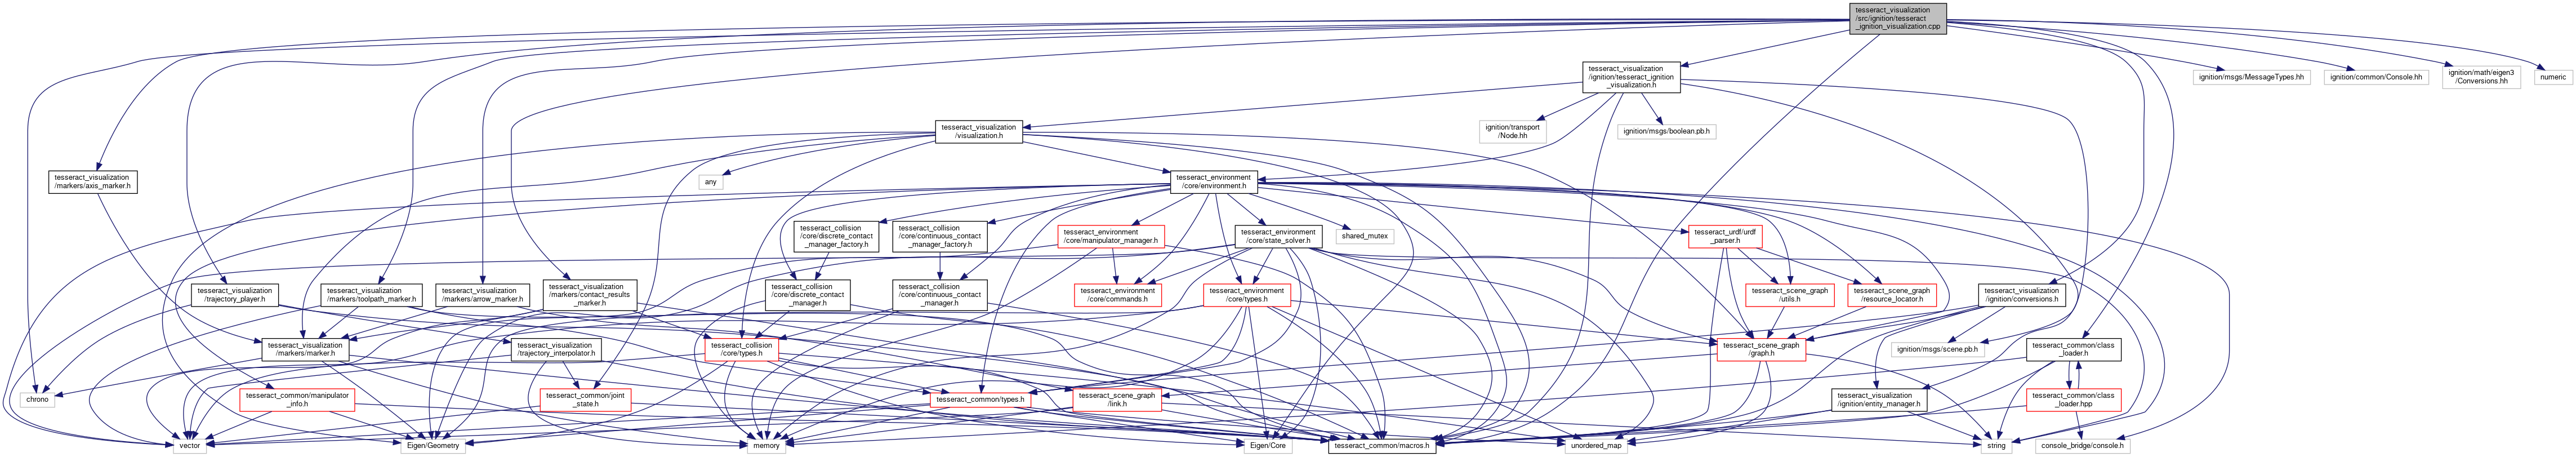 tesseract_visualization
/src/ignition/tesseract
_ignition_visualization.cpp
tesseract_visualization
/ignition/tesseract_ignition
_visualization.h
ignition/msgs/MessageTypes.hh
ignition/common/Console.hh
ignition/math/eigen3
/Conversions.hh
numeric
tesseract_visualization
/visualization.h
ignition/transport
/Node.hh
ignition/msgs/boolean.pb.h
tesseract_visualization
/markers/axis_marker.h
any
tesseract_environment
/core/environment.h
tesseract_collision
/core/discrete_contact
_manager_factory.h
tesseract_collision
/core/continuous_contact
_manager_factory.h
tesseract_environment
/core/manipulator_manager.h
tesseract_environment
/core/state_solver.h
shared_mutex
tesseract_urdf/urdf
_parser.h
tesseract_visualization
/trajectory_player.h
tesseract_visualization
/markers/toolpath_marker.h
tesseract_visualization
/markers/arrow_marker.h
tesseract_visualization
/markers/contact_results
_marker.h
tesseract_collision
/core/discrete_contact
_manager.h
tesseract_collision
/core/continuous_contact
_manager.h
tesseract_environment
/core/commands.h
tesseract_environment
/core/types.h
tesseract_scene_graph
/utils.h
tesseract_scene_graph
/resource_locator.h
tesseract_visualization
/ignition/conversions.h
tesseract_visualization
/markers/marker.h
tesseract_visualization
/trajectory_interpolator.h
tesseract_collision
/core/types.h
tesseract_scene_graph
/graph.h
ignition/msgs/scene.pb.h
tesseract_common/class
_loader.h
chrono
tesseract_common/manipulator
_info.h
tesseract_common/joint
_state.h
tesseract_common/types.h
tesseract_scene_graph
/link.h
tesseract_visualization
/ignition/entity_manager.h
tesseract_common/class
_loader.hpp
vector
Eigen/Geometry
memory
Eigen/Core
tesseract_common/macros.h
unordered_map
string
console_bridge/console.h